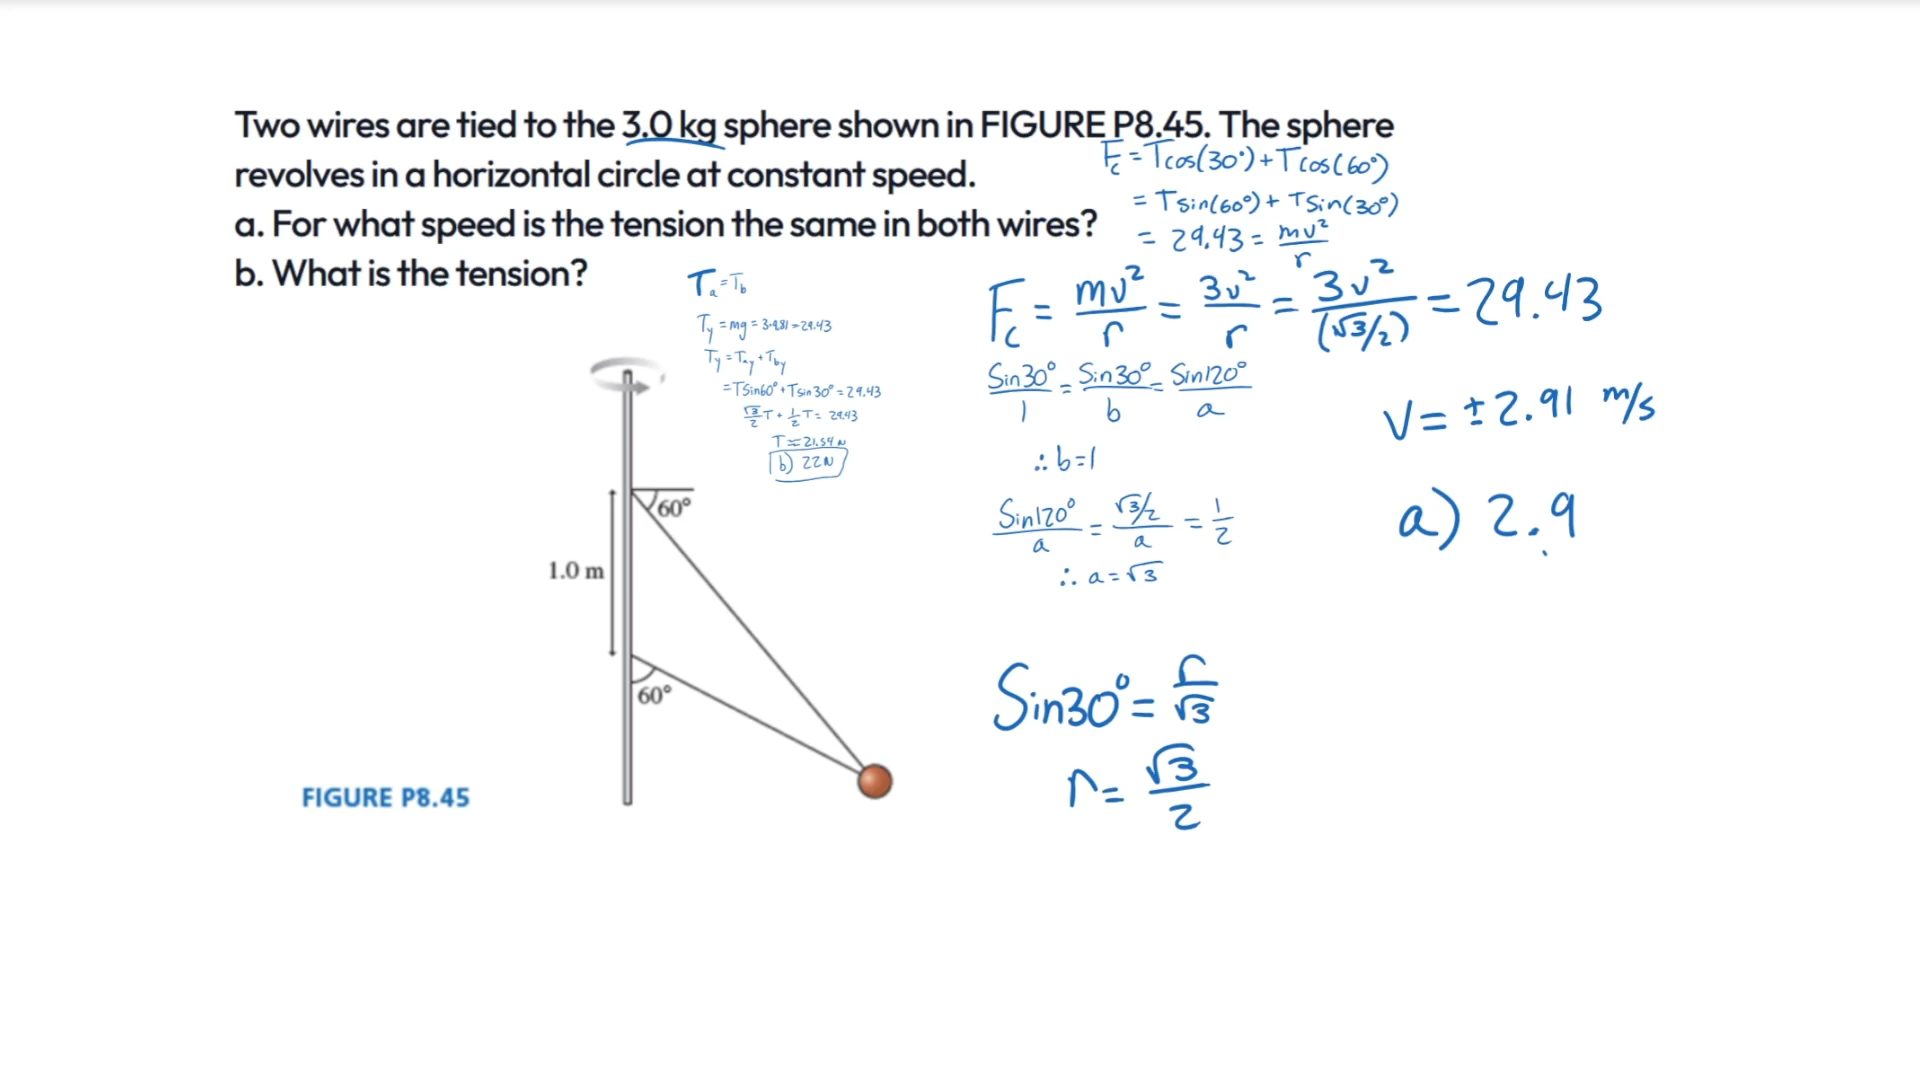 Two wires are tied to the 3.0 kg sphere shown in FIGURE P8.45. The sphere
revolves in a horizontal circle at constant speed.
a. For what speed is the tension the same in both wires?
b. What is the tension?
Fc = Tcos(30°)+Tcos(60°)
= Tsin(60°)+ Tsin(30°)
= 29.43 = mv²/r
Ta = Tb
Ty = mg = 3·9.81 = 29.43
Ty = Tay + Tby
= Tsin60° + Tsin30° = 29.43
√3/2 T + 1/2 T = 29.43
T = 21.54 N
b) 22N
Fc = mv²/r = 3v²/r = 3v²/(√3/2) = 29.43
Sin30°/1 = Sin30°/b = Sin120°/a
∴ b=1
Sin120°/a = √3/2/a = 1/2
∴ a=√3
V = ±2.91 m/s
a) 2.9
Sin30° = r/√3
r = √3/2
60°
1.0 m
60°
FIGURE P8.45